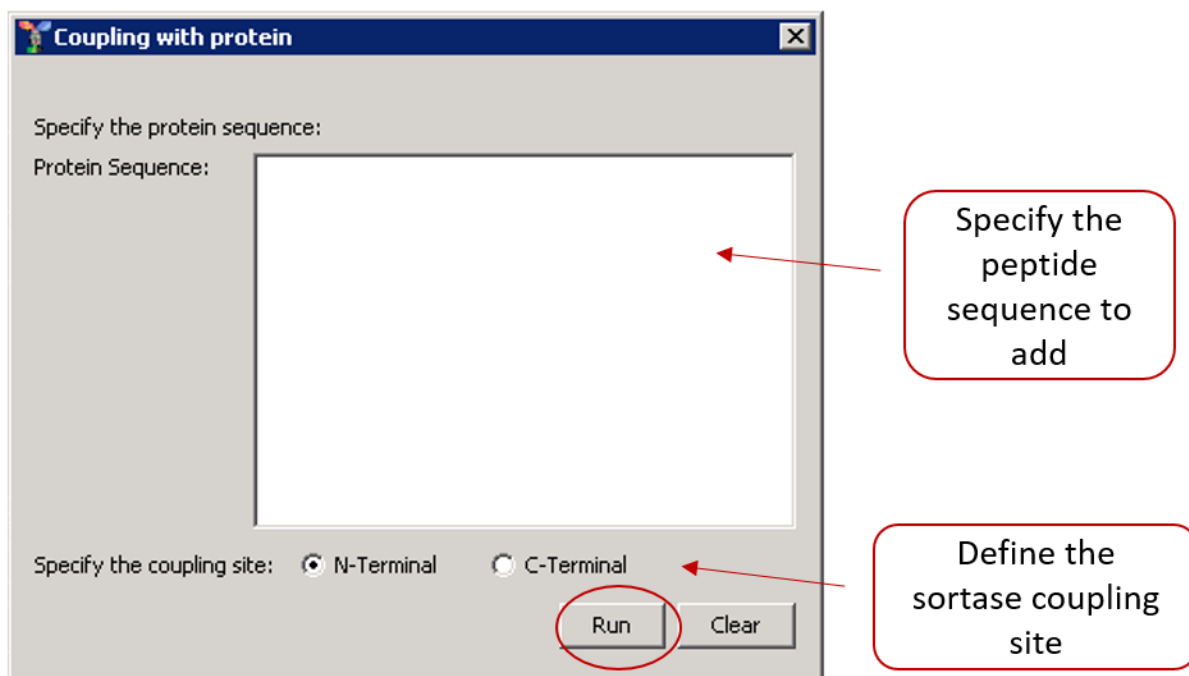 Coupling with protein
Specify the protein sequence:
Protein Sequence:
Specify the
peptide
sequence to
add
Specify the coupling site: N-Terminal C-Terminal
Define the
sortase coupling
site
Run Clear